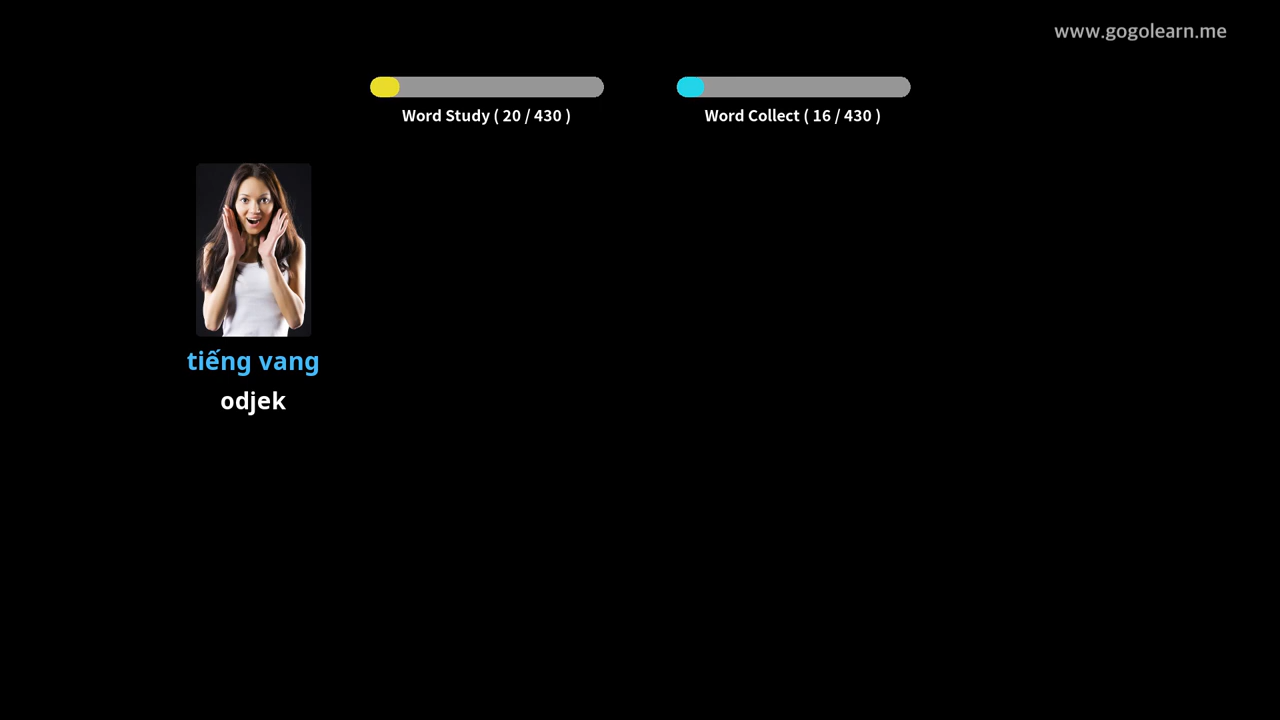 www.gogolearn.me
Word Study ( 20 / 430 )
Word Collect ( 16 / 430 )
tiếng vang
odjek